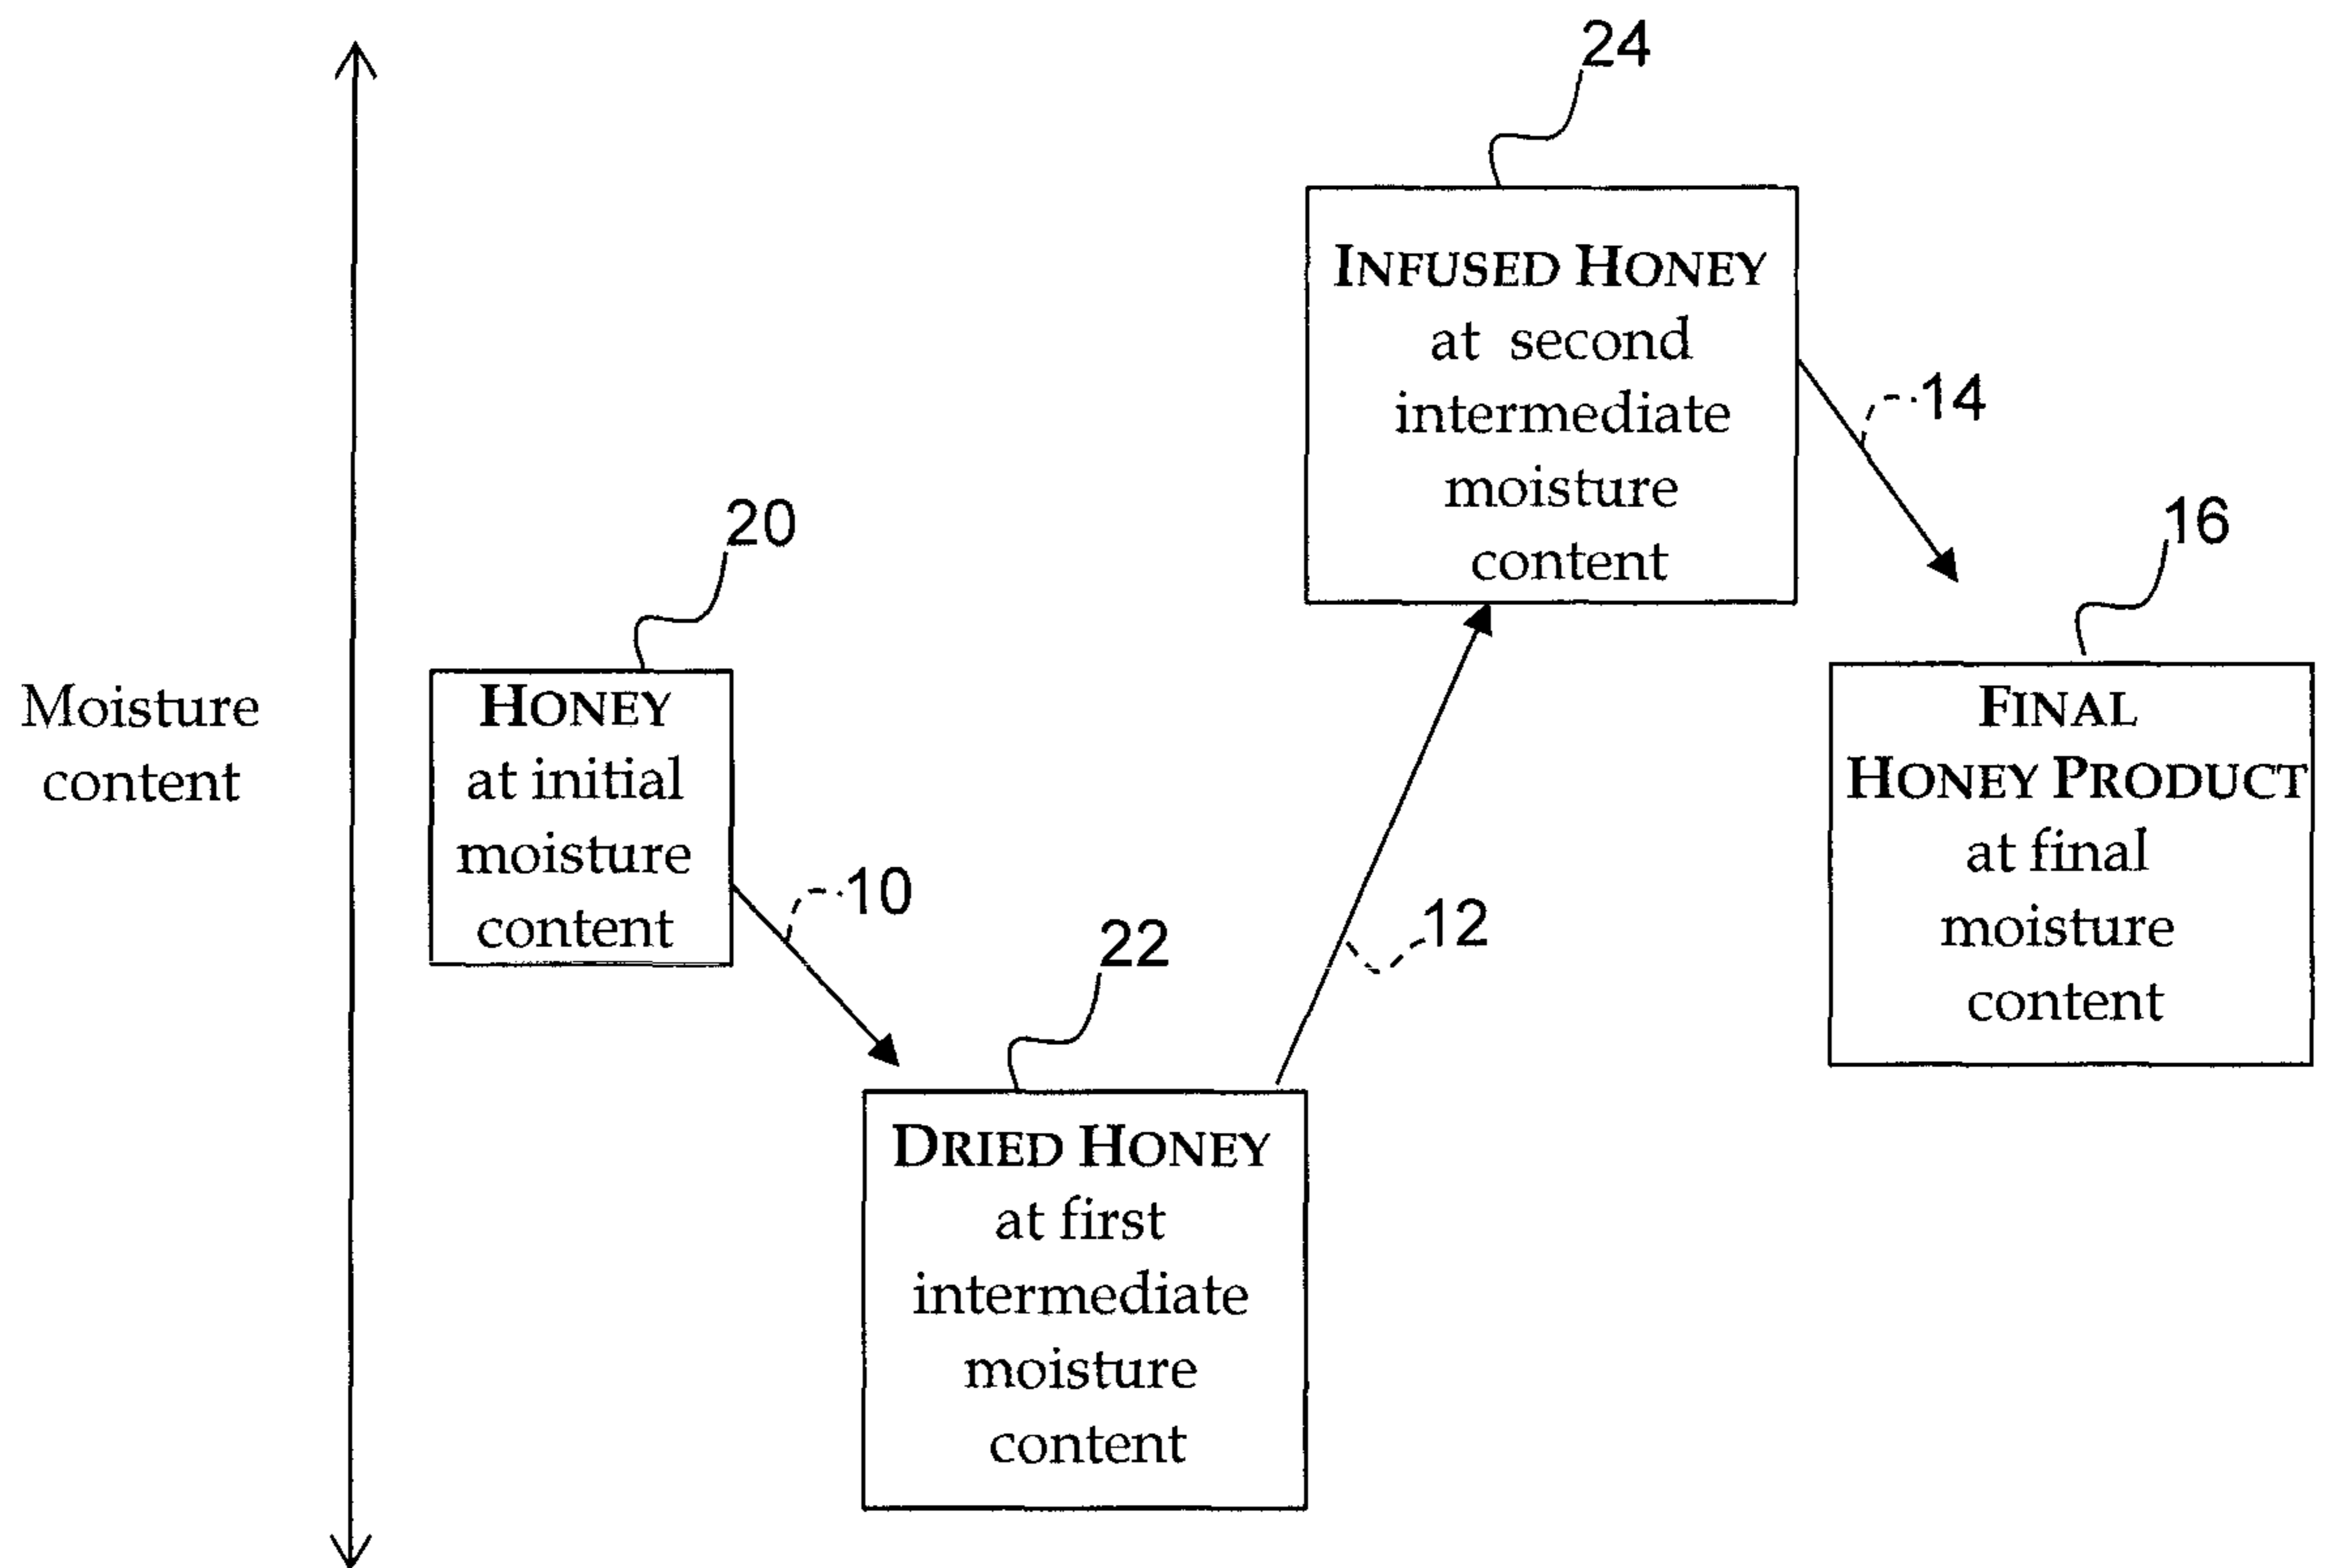 Moisture
content
20
HONEY
at initial
moisture
content
10
22
DRIED HONEY
at first
intermediate
moisture
content
12
24
INFUSED HONEY
at second
intermediate
moisture
content
14
16
FINAL
HONEY PRODUCT
at final
moisture
content